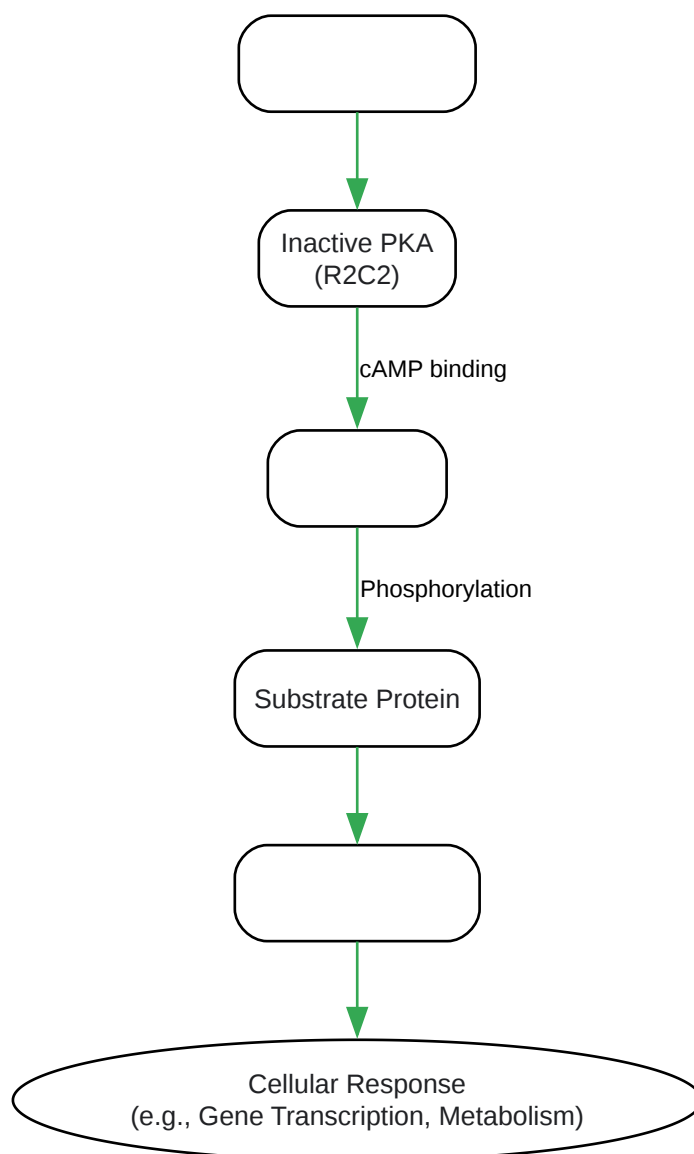 Inactive PKA
(R2C2)
cAMP binding
Phosphorylation
Substrate Protein
Cellular Response
(e.g., Gene Transcription, Metabolism)